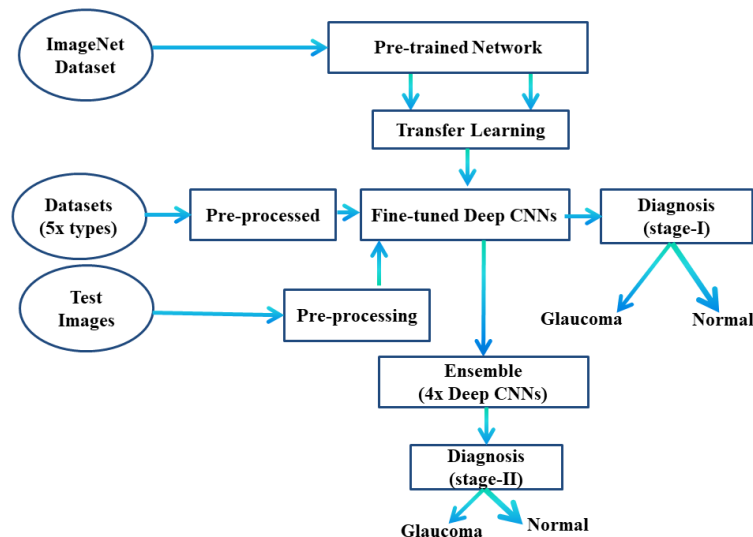 ImageNet
Dataset
Pre-trained Network
Transfer Learning
Datasets
(5x types)
Pre-processed
Fine-tuned Deep CNNs
Diagnosis
(stage-I)
Test
Images
Pre-processing
Glaucoma
Normal
Ensemble
(4x Deep CNNs)
Diagnosis
(stage-II)
Glaucoma
Normal